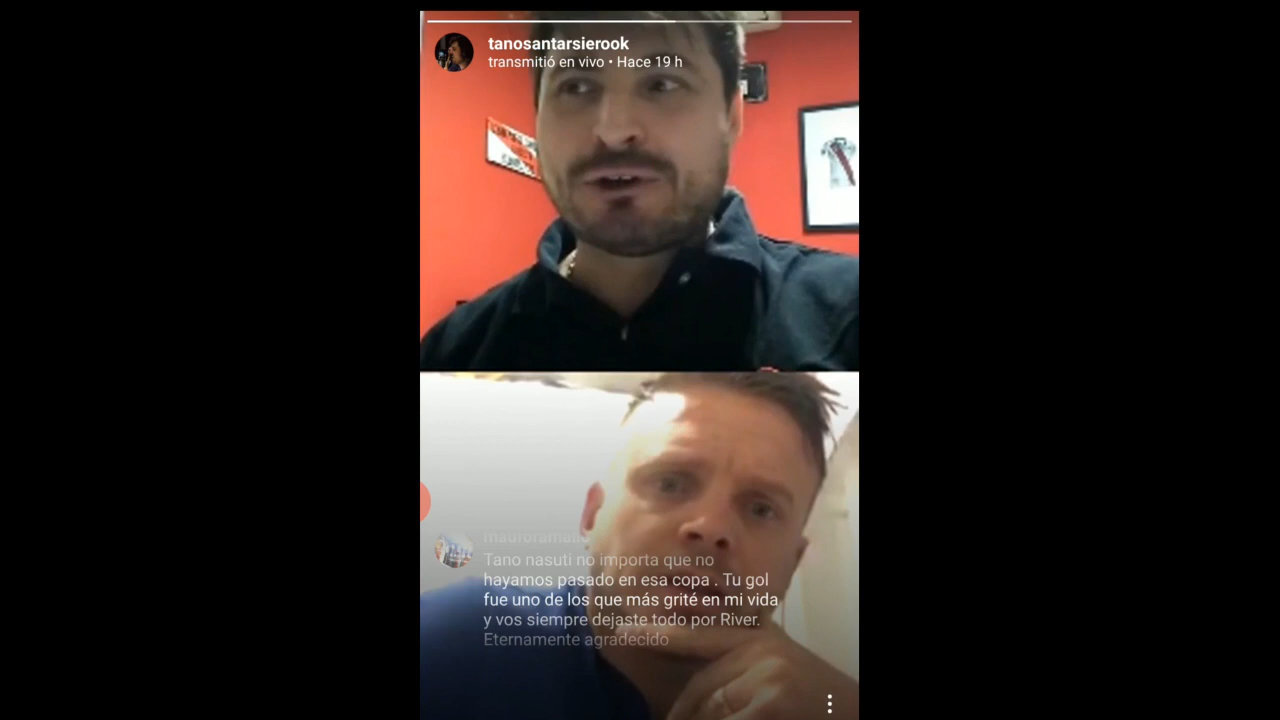 tanosantarsierook
transmitió en vivo • Hace 19 h
Tano nasuti no importa que no
hayamos pasado en esa copa . Tu gol
fue uno de los que más grité en mi vida
y vos siempre dejaste todo por River.
Eternamente agradecido